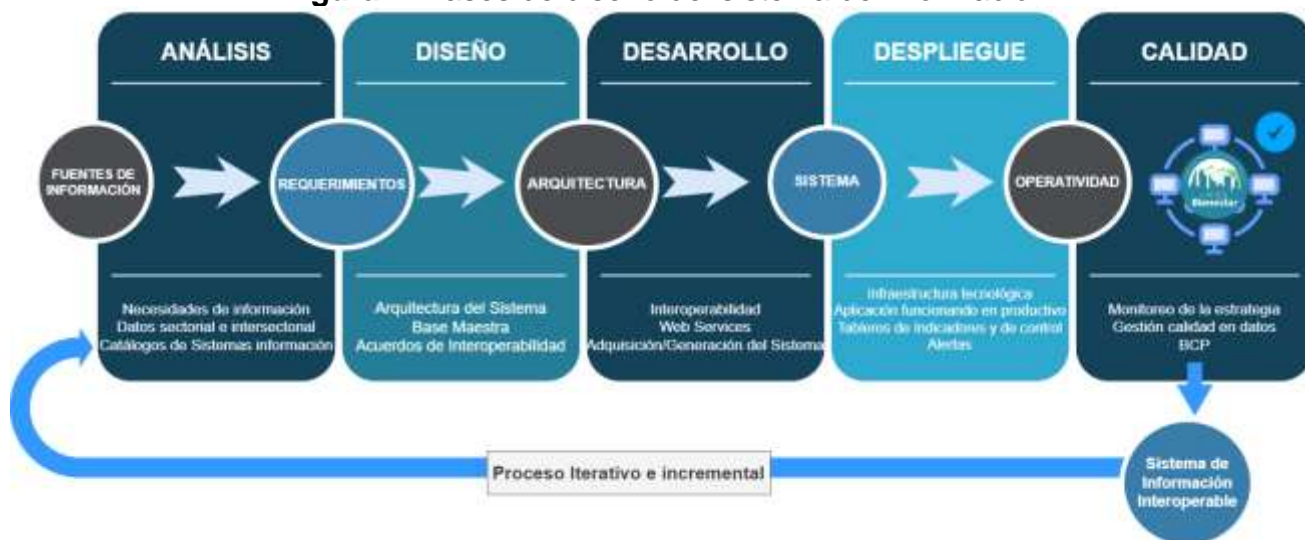 ANÁLISIS
DISEÑO
DESARROLLO
DESPLIEGUE
CALIDAD
FUENTES DE
INFORMACIÓN
REQUERIMIENTOS
ARQUITECTURA
SISTEMA
OPERATIVIDAD
Bienestar
Necesidades de información
Datos sectorial e intersectorial
Catálogos de Sistemas información
Arquitectura del Sistema
Base Maestra
Acuerdos de Interoperabilidad
Interoperabilidad
Web Services
Adquisición/Generación del Sistema
Infraestructura tecnológica
Aplicación funcionando en productivo
Tableros de Indicadores y de control
Alertas
Monitoreo de la estrategia
Gestión calidad en datos
BCP
Proceso Iterativo e incremental
Sistema de
Información
Interoperable